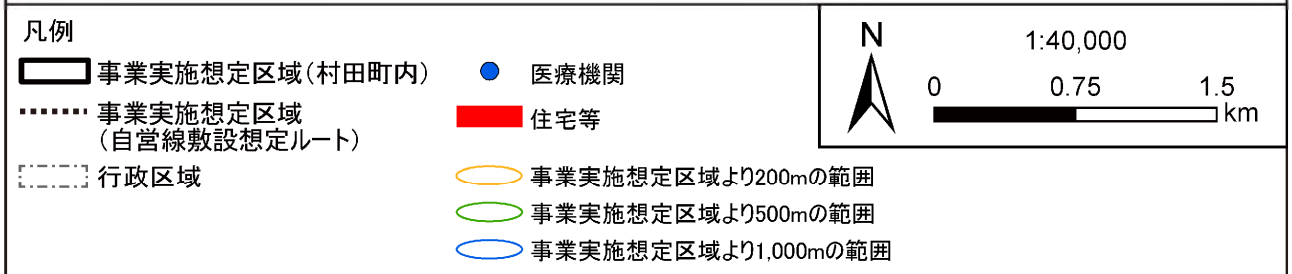 凡例
事業実施想定区域(村田町内)
事業実施想定区域
(自営線敷設想定ルート)
行政区域
医療機関
住宅等
事業実施想定区域より200mの範囲
事業実施想定区域より500mの範囲
事業実施想定区域より1,000mの範囲
N
1:40,000
0 0.75 1.5
km